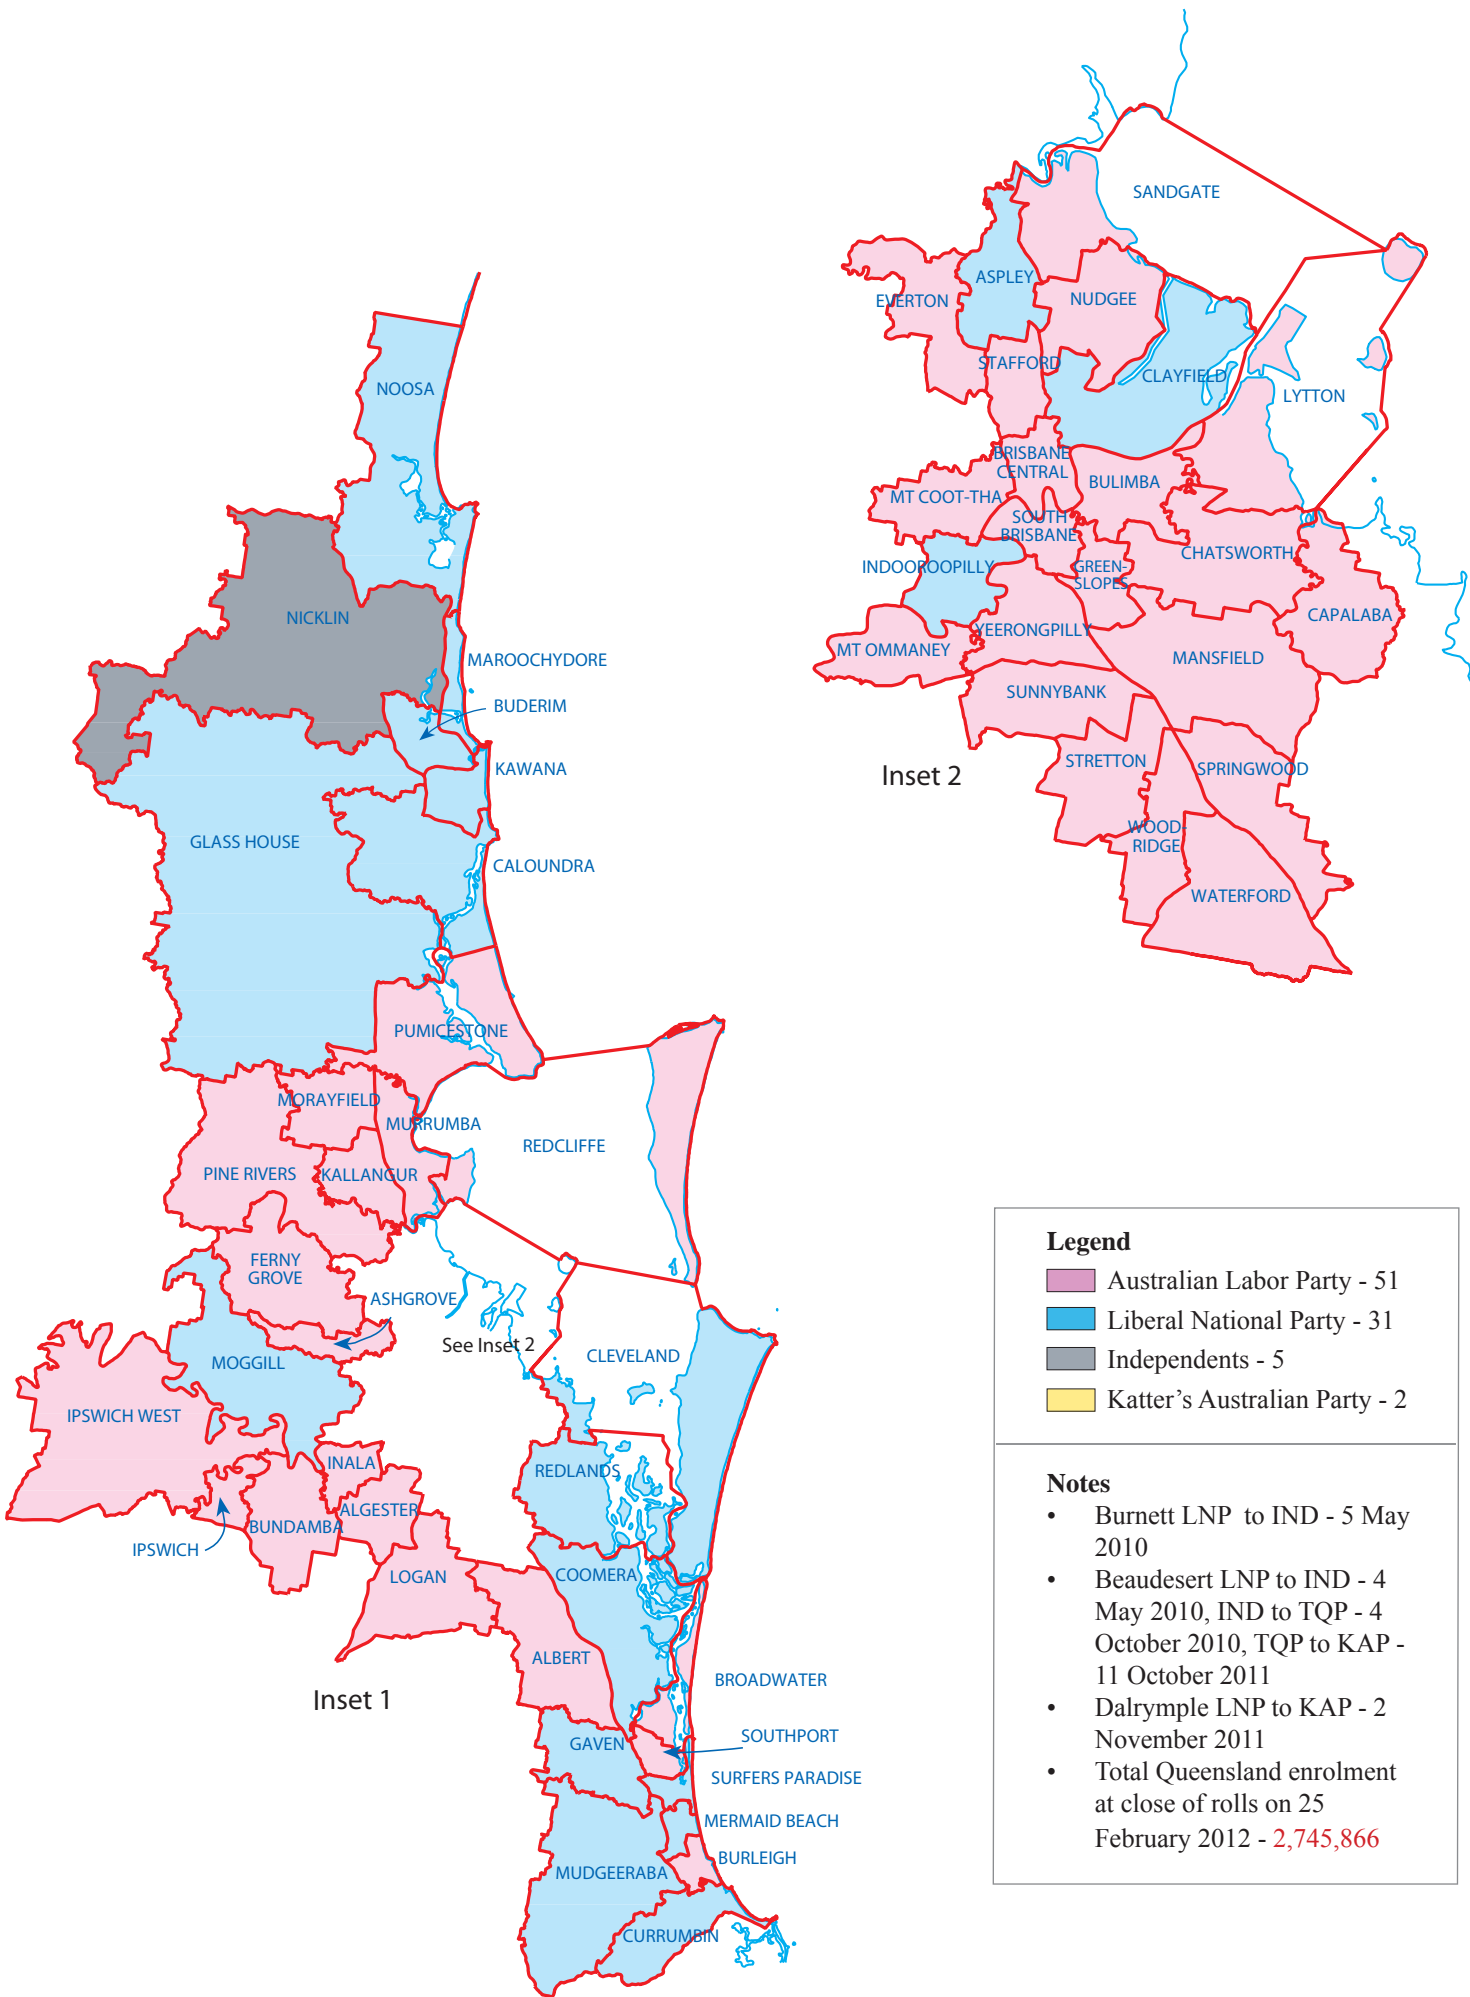 NOOSA
NICKLIN
MAROOCHYDORE
BUDERIM
KAWANA
GLASS HOUSE
CALOUNDRA
PUMICESTONE
MORAYFIELD
MURRUMBA
REDCLIFFE
PINE RIVERS
KALLANGUR
FERNY
GROVE
ASHGROVE
See Inset 2
CLEVELAND
MOGGILL
IPSWICH WEST
INALA
REDLANDS
ALGESTER
BUNDAMBA
IPSWICH
LOGAN
COOMERA
ALBERT
Inset 1
BROADWATER
GAVEN
SOUTHPORT
SURFERS PARADISE
MERMAID BEACH
BURLEIGH
MUDGEERABA
CURRUMBIN
SANDGATE
ASPLEY
EVERTON
NUDGEE
STAFFORD
CLAYFIELD
LYTTON
BRISBANE
CENTRAL
BULIMBA
MT COOT-THA
SOUTH
BRISBANE
CHATSWORTH
INDOOROOPILLY
GREEN-
SLOPES
CAPALABA
YEERONGPILLY
MT OMMANEY
MANSFIELD
SUNNYBANK
STRETTON
SPRINGWOOD
Inset 2
WOOD-
RIDGE
WATERFORD
Legend
Australian Labor Party - 51
Liberal National Party - 31
Independents - 5
Katter’s Australian Party - 2
Notes
• Burnett LNP to IND - 5 May
2010
• Beaudesert LNP to IND - 4
May 2010, IND to TQP - 4
October 2010, TQP to KAP -
11 October 2011
• Dalrymple LNP to KAP - 2
November 2011
• Total Queensland enrolment
at close of rolls on 25
February 2012 - 2,745,866